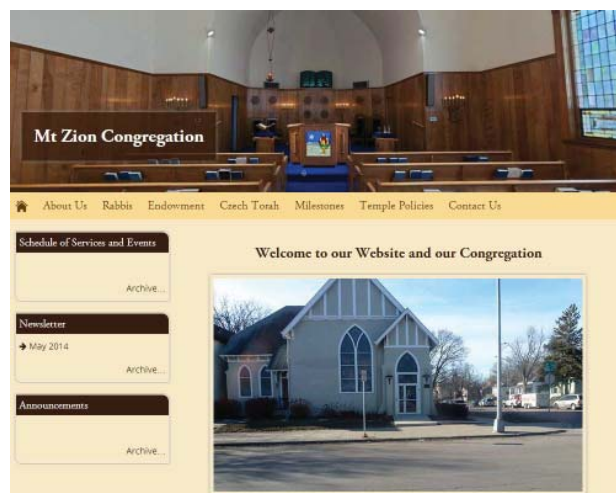 Mt Zion Congregation
About Us Rabbis Endowment Czech Torah Milestones Temple Policies Contact Us
Schedule of Services and Events
Archive...
Newsletter
May 2014
Archive...
Announcements
Archive...
Welcome to our Website and our Congregation